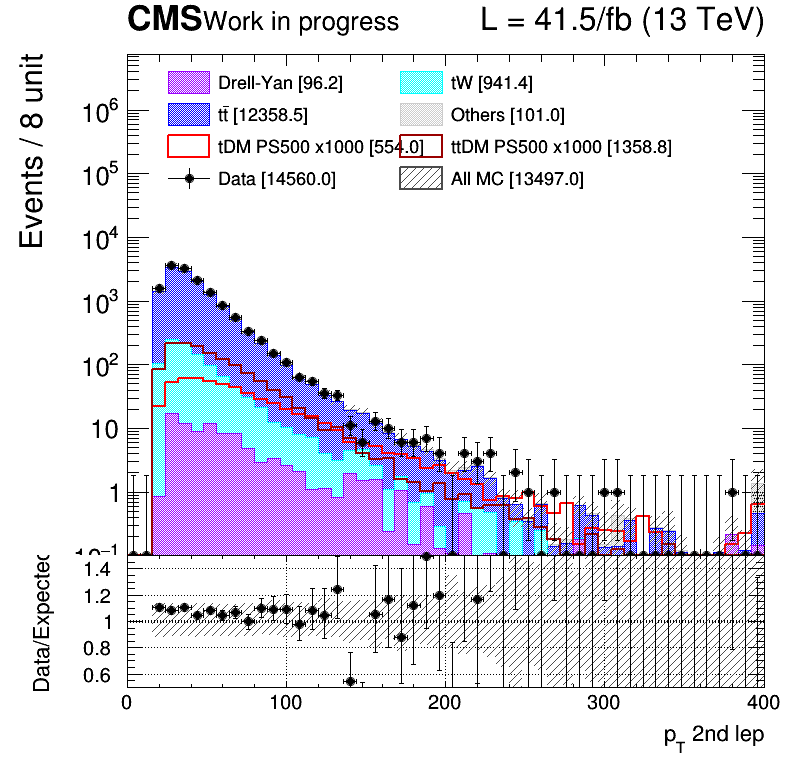 CMS Work in progress L = 41.5/fb (13 TeV)
Events / 8 unit
Drell-Yan [96.2] tW [941.4]
tt̄ [12358.5] Others [101.0]
tDM PS500 x1000 [554.0] ttDM PS500 x1000 [1358.8]
Data [14560.0] All MC [13497.0]
10⁶
10⁵
10⁴
10³
10²
10
1
10⁻¹
Data/Expected
1.4
1.2
1
0.8
0.6
0 100 200 300 400
p_T 2nd lep